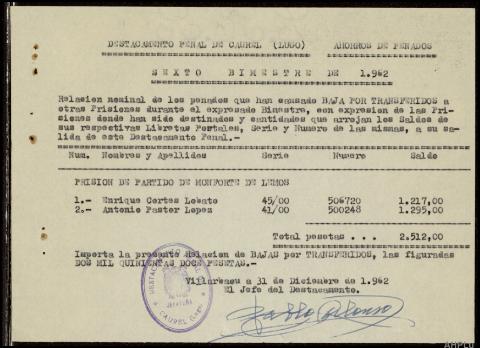 DESTACAMENTO PENAL DE CAUREL (LUGO) AHORROS DE PENADOS
SEXTO BIMESTRE DE 1.962
Relacion nominal de los penados que han causado BAJA POR TRANSFERIDOS a
otras Prisiones durante el expresado Bimestre, con expresion de las Pri-
siones donde han sido destinados y cantidades que arrojan los Saldos de
sus respectivas Libretas Postales, Serie y Numero de las mismas, a su sa-
lida de este Destacamento Penal.-
Num. Nombres y Apellidos Serie Numero Saldo
PRISION DE PARTIDO DE MONFORTE DE LEMOS
1.- Enrique Cortes Lobato 45/00 506720 1.217,00
2.- Antonio Pastor Lopez 41/00 500248 1.295,00
Total pesetas . . . 2.512,00
Importa la presente Relacion de BAJAS por TRANSFERIDOS, las figuradas
DOS MIL QUINIENTAS DOCE PESETAS.-
Villarbacu a 31 de Diciembre de 1.962
El Jefe del Destacamento.
Pablo Alonso
JEFATURA
CAUREL (Lugo)
AHPLU